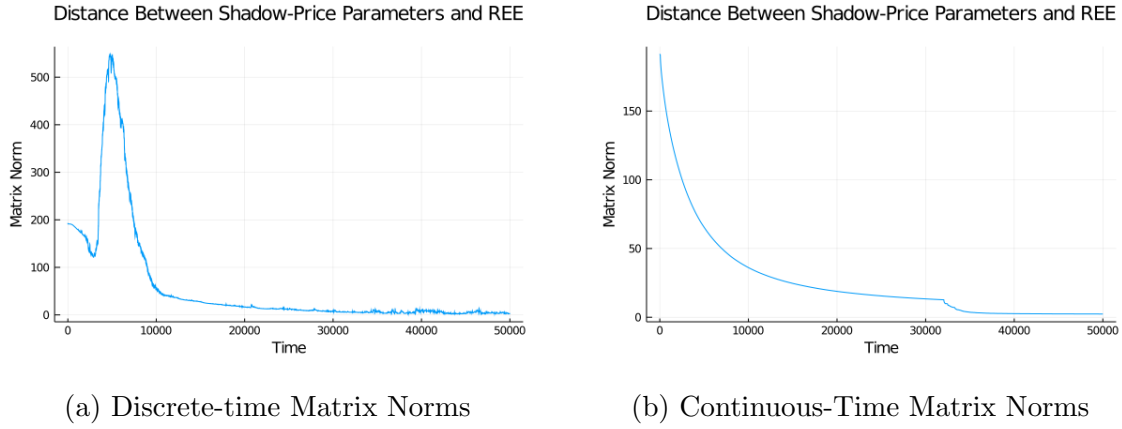 Distance Between Shadow-Price Parameters and REE
Matrix Norm
500
400
300
200
100
0
0 10000 20000 30000 40000 50000
Time
(a) Discrete-time Matrix Norms
Distance Between Shadow-Price Parameters and REE
Matrix Norm
150
100
50
0
0 10000 20000 30000 40000 50000
Time
(b) Continuous-Time Matrix Norms